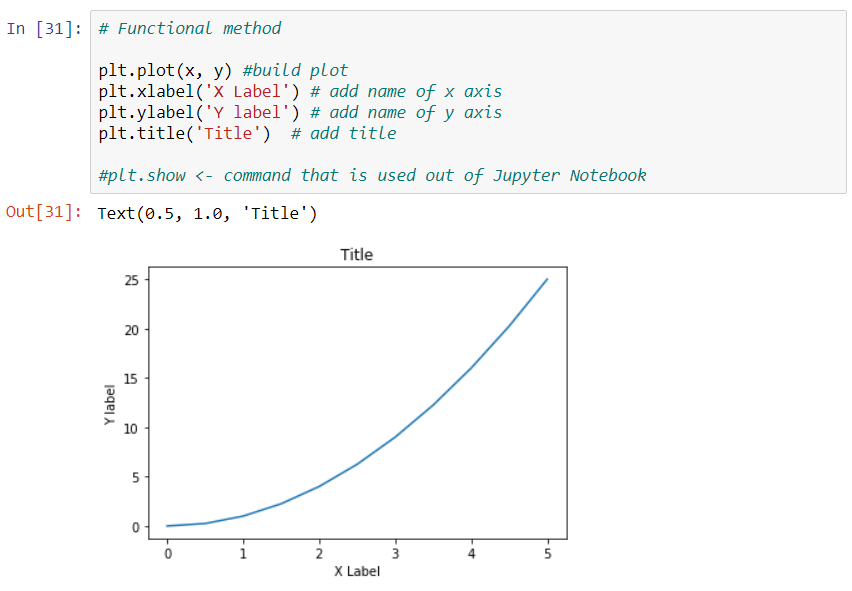 In [31]: # Functional method
plt.plot(x, y) #build plot
plt.xlabel('X Label') # add name of x axis
plt.ylabel('Y label') # add name of y axis
plt.title('Title')  # add title
#plt.show <- command that is used out of Jupyter Notebook
Out[31]: Text(0.5, 1.0, 'Title')
Title
25
20
15
10
5
0
Y label
0 1 2 3 4 5
X Label